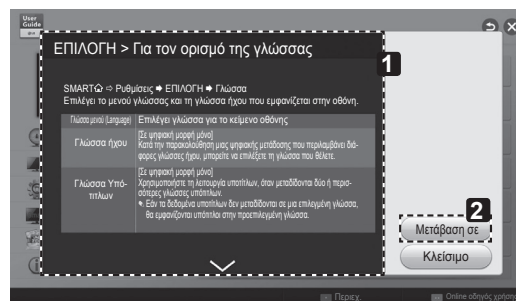 User
Guide
ΕΠΙΛΟΓΗ > Για τον ορισμό της γλώσσας
1
SMART ⇨ Ρυθμίσεις ➡ ΕΠΙΛΟΓΗ ➡ Γλώσσα
Επιλέγει το μενού γλώσσας και τη γλώσσα ήχου που εμφανίζεται στην οθόνη.
Γλώσσα μενού (Language) Επιλέγει γλώσσα για το κείμενο οθόνης
Γλώσσα ήχου
[Σε ψηφιακή μορφή μόνο]
Κατά την παρακολούθηση μιας ψηφιακής μετάδοσης που περιλαμβάνει διά-
φορες γλώσσες ήχου, μπορείτε να επιλέξετε τη γλώσσα που θέλετε.
Γλώσσα Υπό-
τιτλων
[Σε ψηφιακή μορφή μόνο]
Χρησιμοποιήστε τη λειτουργία υποτίτλων, όταν μεταδίδονται δύο ή περισ-
σότερες γλώσσες υπότιτλων.
Εάν τα δεδομένα υποτίτλων δεν μεταδίδονται σε μια επιλεγμένη γλώσσα,
θα εμφανίζονται υπότιτλοι στην προεπιλεγμένη γλώσσα.
2
Μετάβαση σε
Κλείσιμο
Περιεχ.
Online οδηγός χρήσης